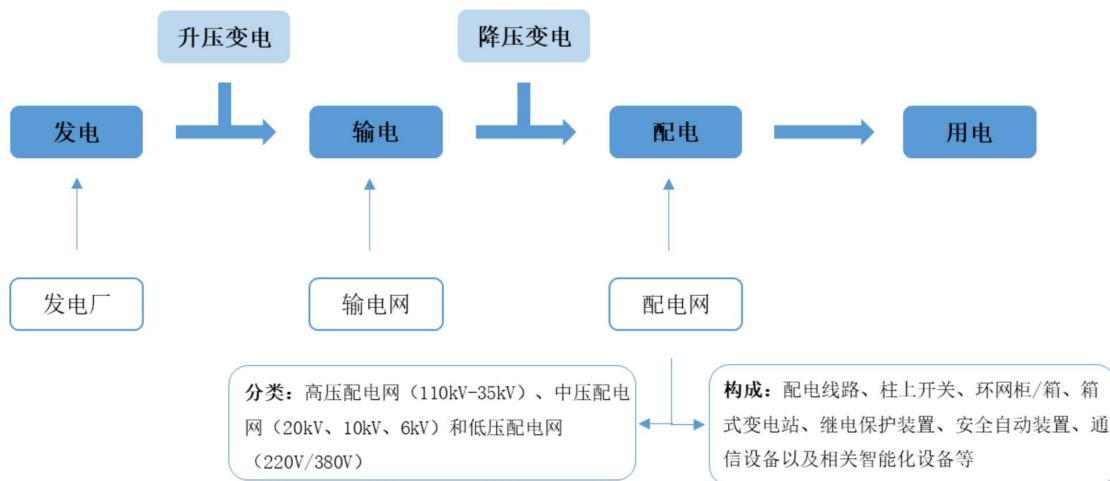 升压变电
降压变电
发电
输电
配电
用电
发电厂
输电网
配电网
分类：高压配电网（110kV-35kV）、中压配电
网（20kV、10kV、6kV）和低压配电网
（220V/380V）
构成：配电线路、柱上开关、环网柜/箱、箱
式变电站、继电保护装置、安全自动装置、通
信设备以及相关智能化设备等